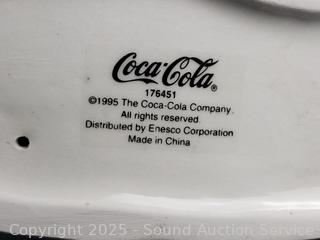 Coca-Cola®
176451
©1995 The Coca-Cola Company.
All rights reserved.
Distributed by Enesco Corporation
Made in China
Copyright 2025 - Sound Auction Service